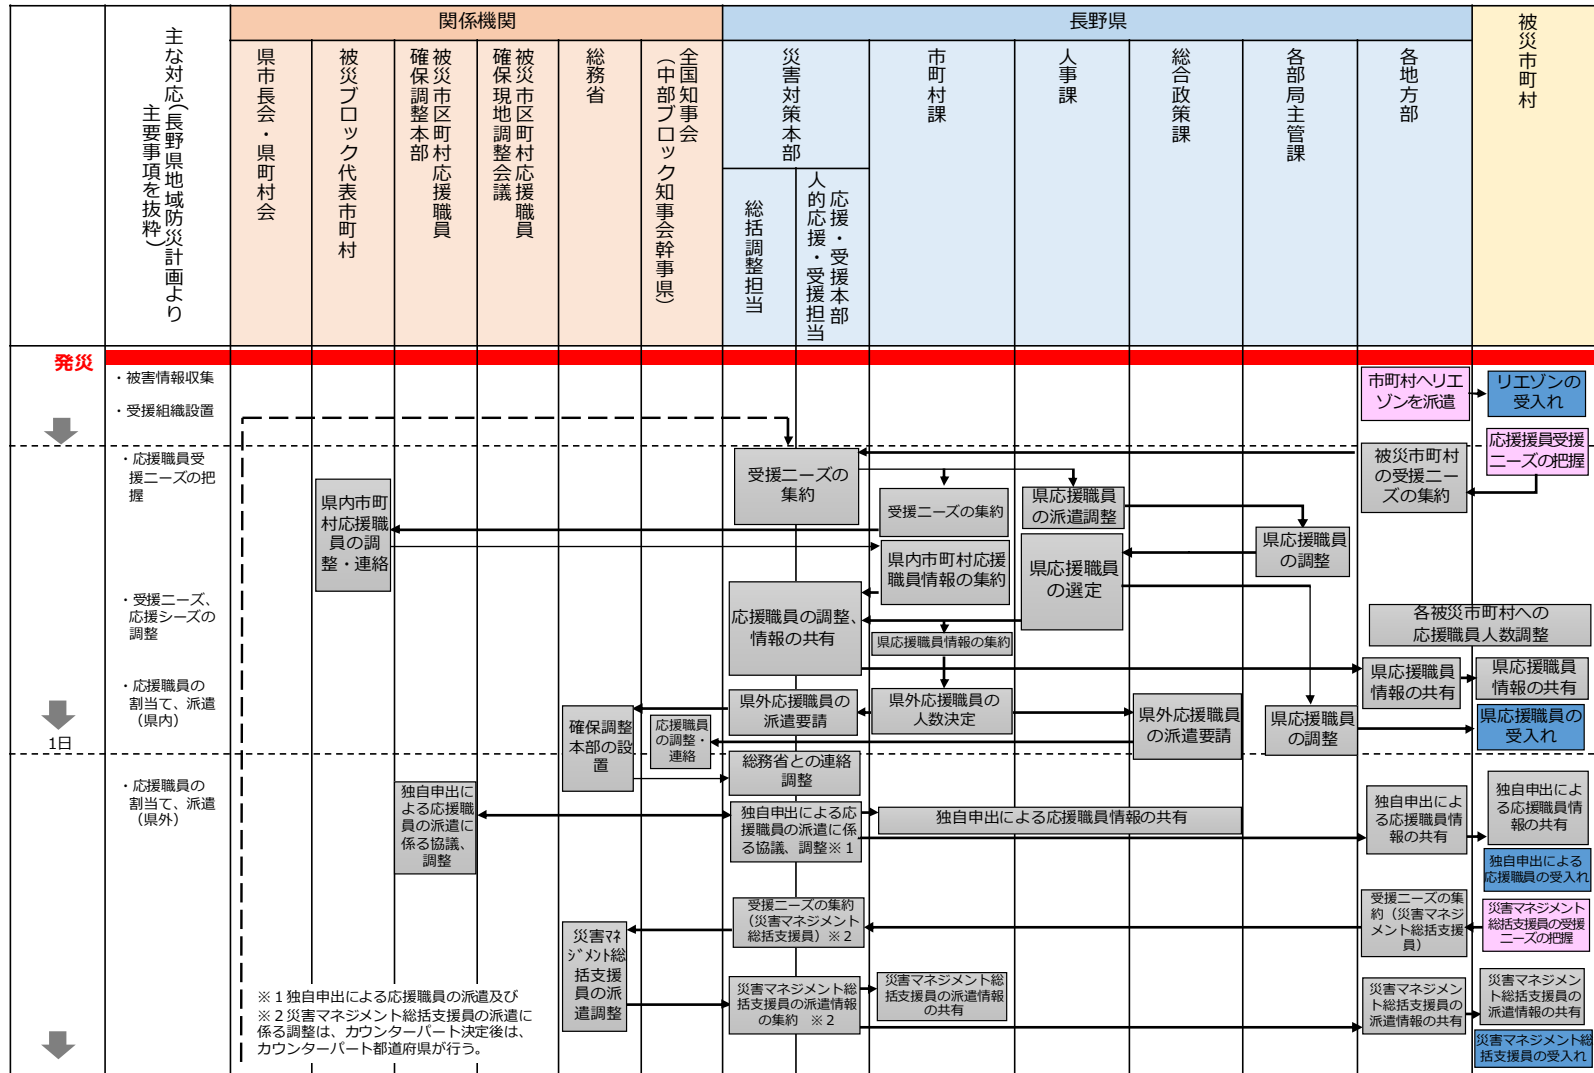 主な対応(長野県地域防災計画より
主要事項を抜粋)
関係機関
県市長会・県町村会
被災ブロック代表市町村
被災市区町村応援職員
確保調整本部
被災市区町村応援職員
確保現地調整会議
総務省
全国知事会
(中部ブロック知事会幹事県)
長野県
災害対策本部
総括調整担当
応援・受援本部
人的応援・受援担当
市町村課
人事課
総合政策課
各部局主管課
各地方部
被災市町村
発災
・被害情報収集
・受援組織設置
市町村へリエ
ゾンを派遣
リエゾンの
受入れ
・応援職員受
援ニーズの把
握
受援ニーズの
集約
被災市町村
の受援ニー
ズの集約
応援援員受援
ニーズの把握
県内市町
村応援職
員の調
整・連絡
受援ニーズの集約
県応援職員
の派遣調整
県応援職員
の調整
県内市町村応援
職員情報の集約
県応援職員
の選定
・受援ニーズ、
応援シーズの
調整
応援職員の調整、
情報の共有
県応援職員情報の集約
各被災市町村への
応援職員人数調整
県応援職員
情報の共有
県応援職員
情報の共有
・応援職員の
割当て、派遣
(県内)
1日
確保調整
本部の設
置
応援職員
の調整・
連絡
県外応援職員の
派遣要請
県外応援職員の
人数決定
県外応援職員
の派遣要請
県応援職員
の調整
県応援職員の
受入れ
総務省との連絡
調整
・応援職員の
割当て、派遣
(県外)
独自申出に
よる応援職
員の派遣に
係る協議、
調整
独自申出による応
援職員の派遣に係
る協議、調整※1
独自申出による応援職員情報の共有
独自申出によ
る応援職員情
報の共有
独自申出によ
る応援職員情
報の共有
独自申出による
応援職員の受入れ
災害ﾏﾈ
ｼﾞﾒﾝﾄ総
括支援
員の派
遣調整
受援ニーズの集約
(災害マネジメント
総括支援員)※2
受援ニーズの集
約(災害マネジ
メント総括支援
員)
災害マネジメント
総括支援員の受援
ニーズの把握
災害マネジメント総
括支援員の派遣情報
の集約 ※2
災害マネジメント総
括支援員の派遣情報
の共有
災害マネジメン
ト総括支援員の
派遣情報の共有
災害マネジメン
ト総括支援員の
派遣情報の共有
災害マネジメント総
括支援員の受入れ
※1独自申出による応援職員の派遣及び
※2災害マネジメント総括支援員の派遣に
係る調整は、カウンターパート決定後は、
カウンターパート都道府県が行う。